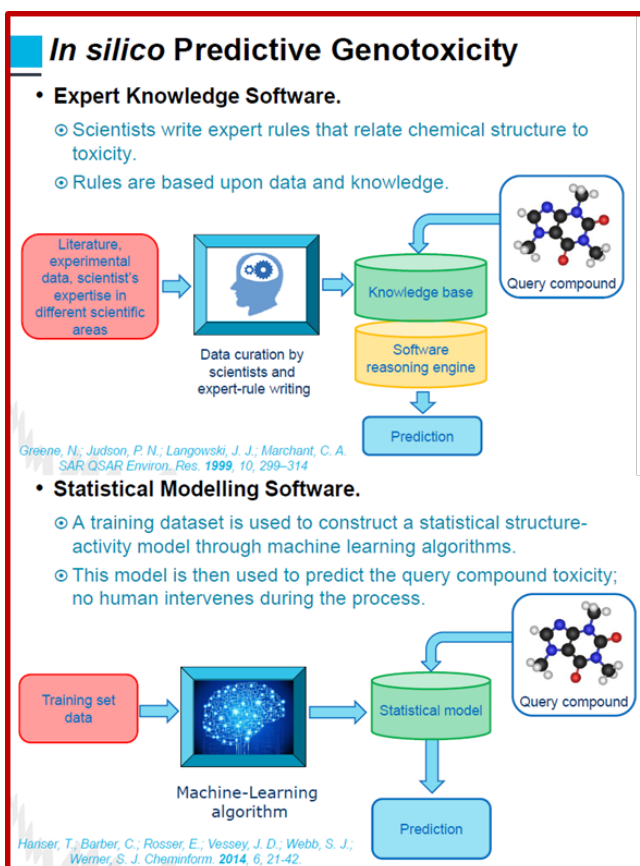 In silico Predictive Genotoxicity
• Expert Knowledge Software.
Scientists write expert rules that relate chemical structure to
toxicity.
Rules are based upon data and knowledge.
Literature,
experimental
data, scientist's
expertise in
different scientific
areas
Data curation by
scientists and
expert-rule writing
Knowledge base
Software
reasoning engine
Prediction
Query compound
Greene, N.; Judson, P. N.; Langowski, J. J.; Marchant, C. A.
SAR QSAR Environ. Res. 1999, 10, 299–314
• Statistical Modelling Software.
A training dataset is used to construct a statistical structure-
activity model through machine learning algorithms.
This model is then used to predict the query compound toxicity;
no human intervenes during the process.
Training set
data
Machine-Learning
algorithm
Statistical model
Query compound
Prediction
Hanser, T.; Barber, C.; Rosser, E.; Vessey, J. D.; Webb, S. J.;
Werner, S. J. Cheminform. 2014, 6, 21-42.